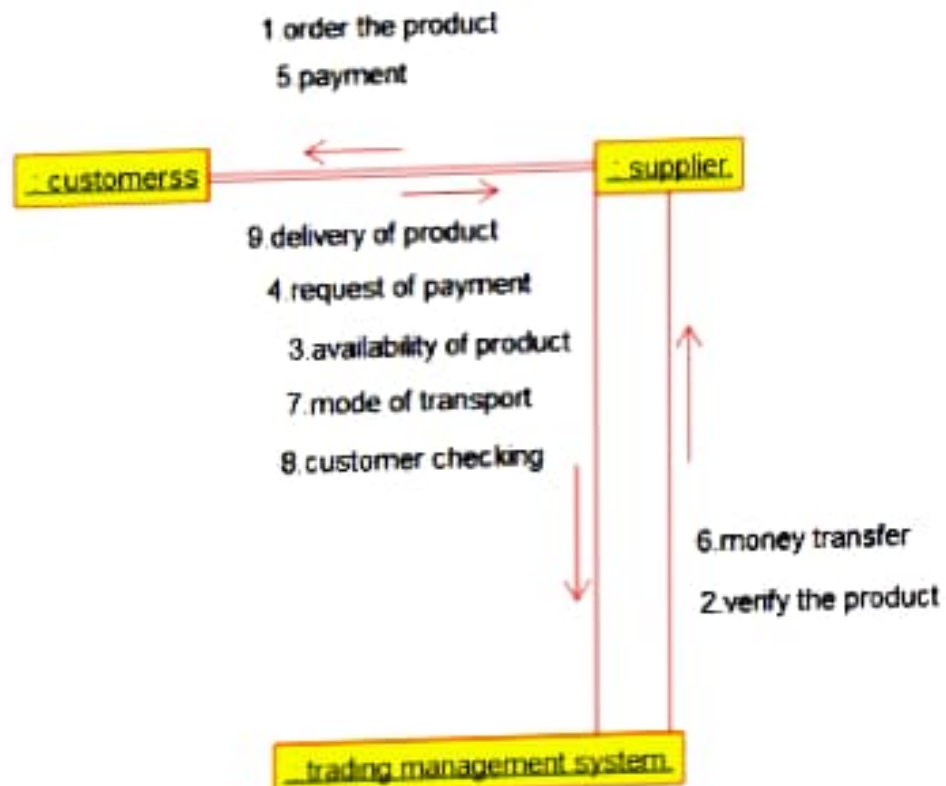 1 order the product
5 payment
: customerss
: supplier
9.delivery of product
4.request of payment
3.availability of product
7.mode of transport
8.customer checking
6.money transfer
2.verify the product
: trading management system